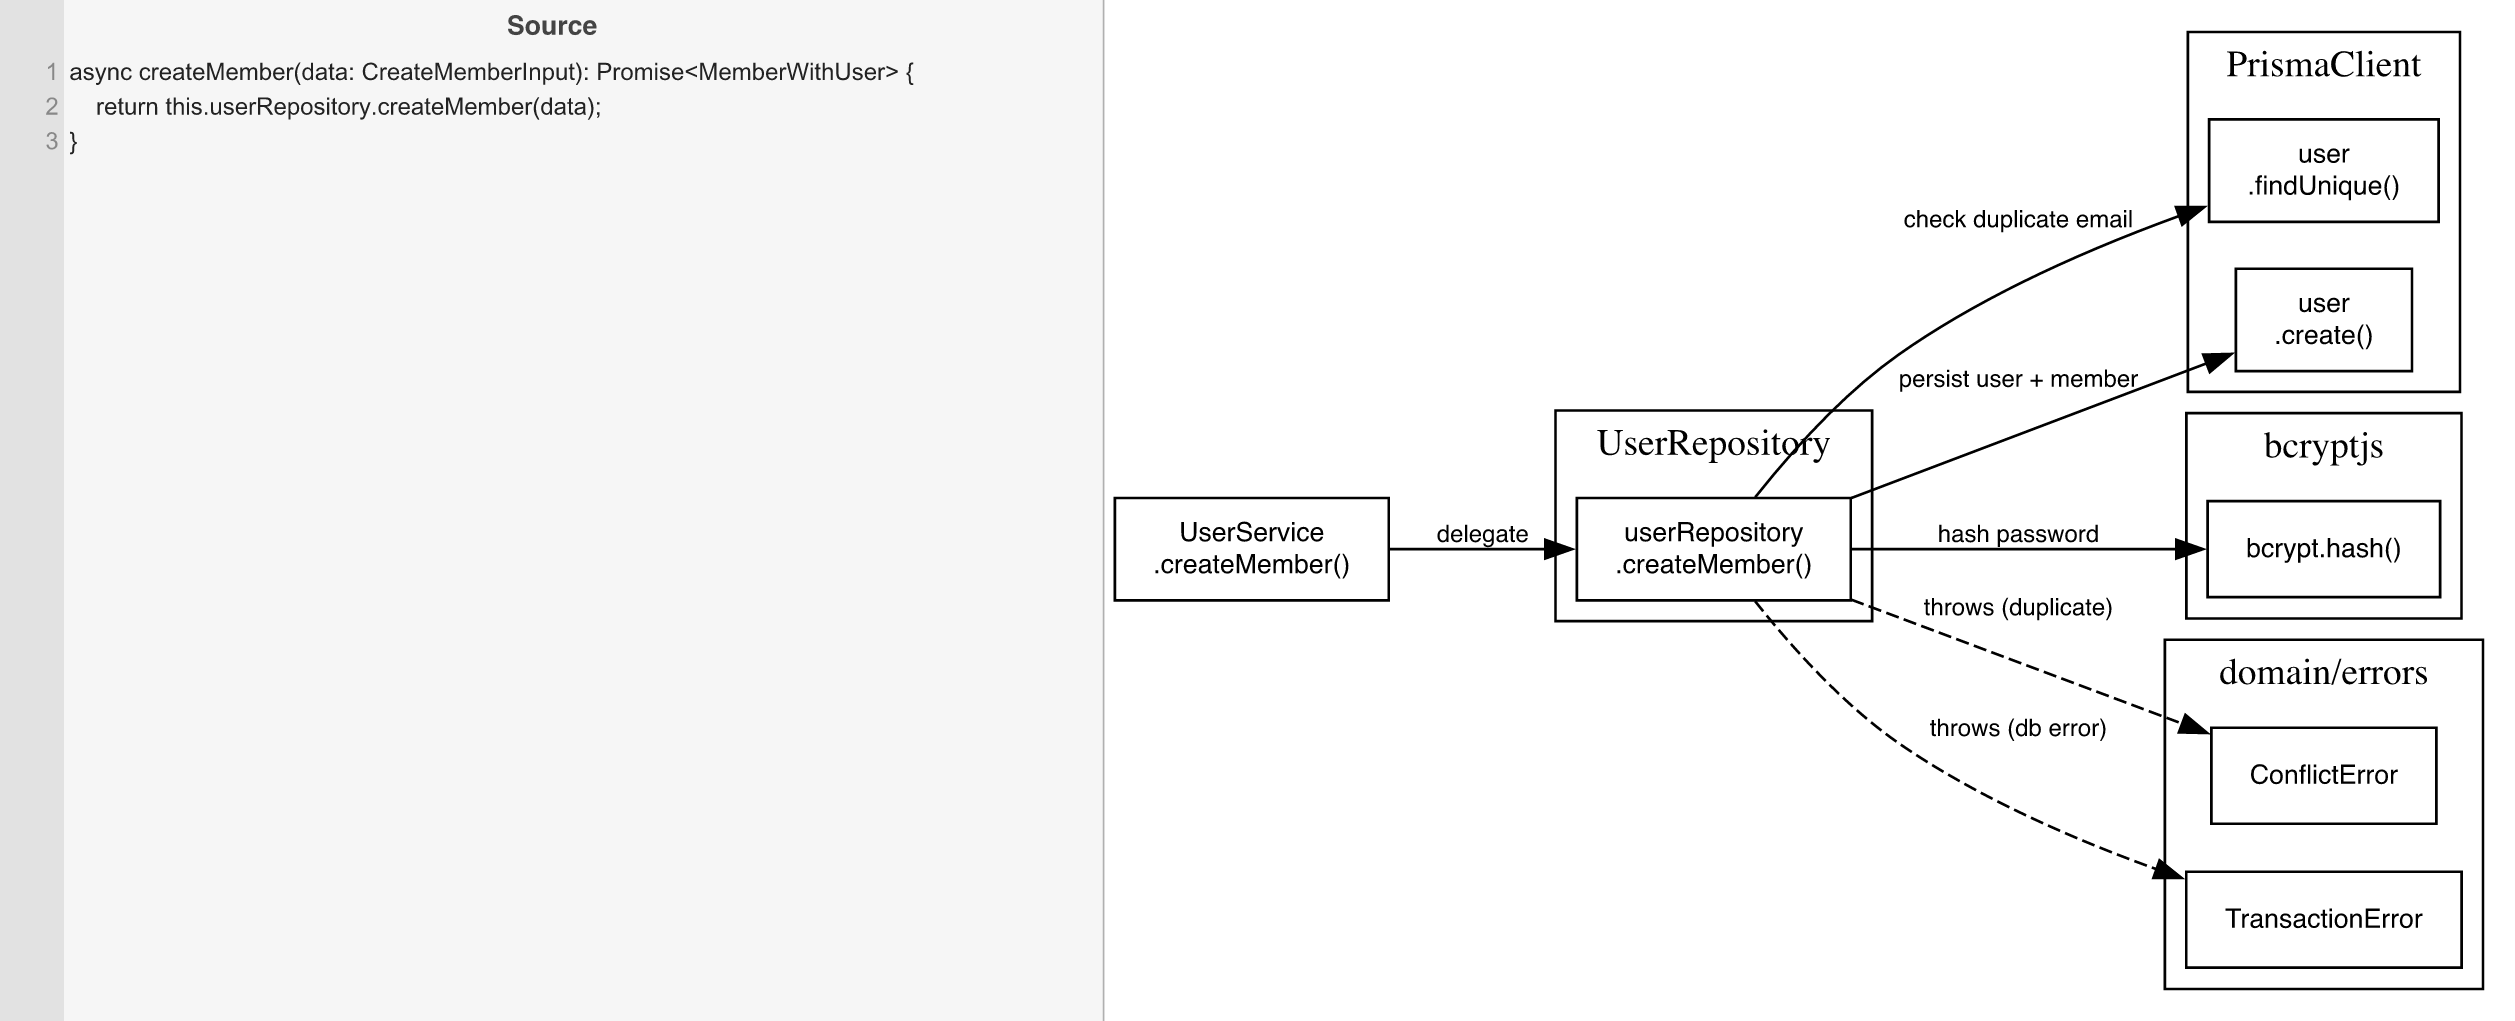 Source
1 async createMember(data: CreateMemberInput): Promise<MemberWithUser> {
2 return this.userRepository.createMember(data);
3 }
PrismaClient
user
.findUnique()
check duplicate email
user
.create()
persist user + member
UserRepository
bcryptjs
UserService
.createMember()
delegate
userRepository
.createMember()
hash password
bcrypt.hash()
throws (duplicate)
domain/errors
throws (db error)
ConflictError
TransactionError